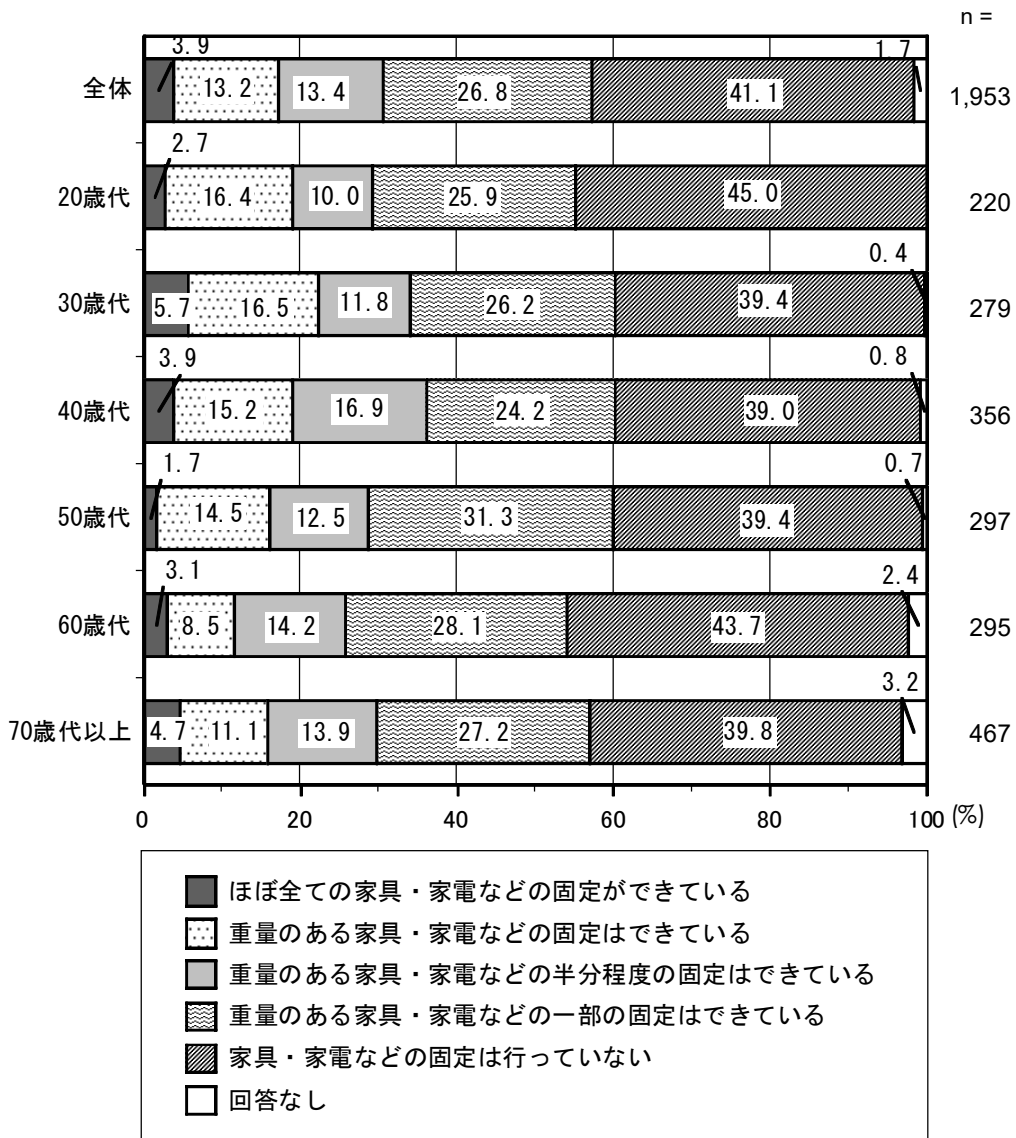 n =
3.9 1.7
全体 13.2 13.4 26.8 41.1 1,953
2.7
20歳代 16.4 10.0 25.9 45.0 220
0.4
30歳代 5.7 16.5 11.8 26.2 39.4 279
3.9 0.8
40歳代 15.2 16.9 24.2 39.0 356
1.7 0.7
50歳代 14.5 12.5 31.3 39.4 297
3.1 2.4
60歳代 8.5 14.2 28.1 43.7 295
3.2
70歳代以上 4.7 11.1 13.9 27.2 39.8 467
0 20 40 60 80 100 (%)
ほぼ全ての家具・家電などの固定ができている
重量のある家具・家電などの固定はできている
重量のある家具・家電などの半分程度の固定はできている
重量のある家具・家電などの一部の固定はできている
家具・家電などの固定は行っていない
回答なし